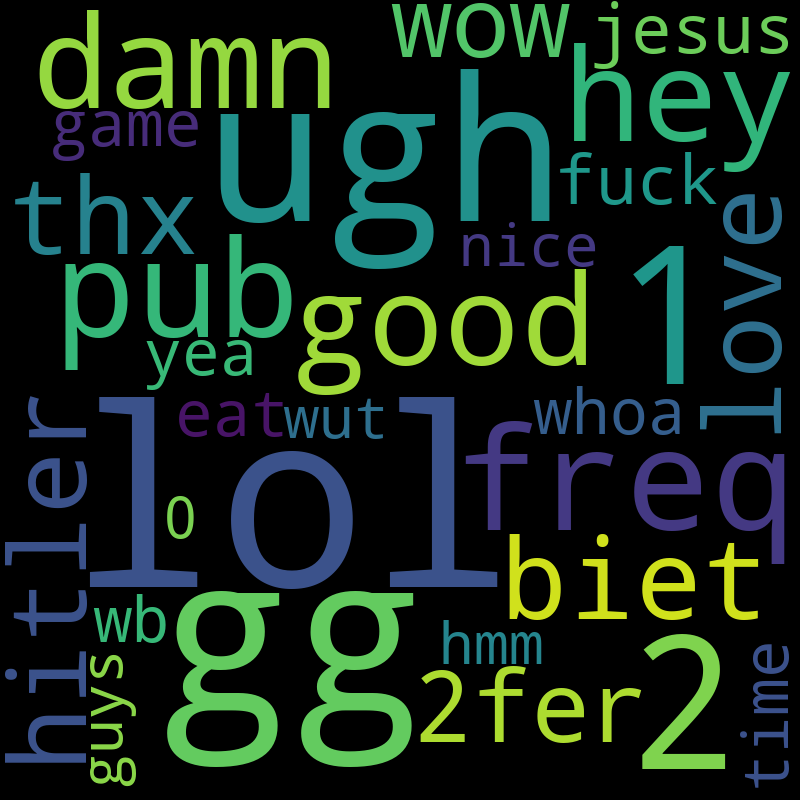 wow
jesus
damn
hey
game
ugh
fuck
thx
nice
love
pub
good
1
yea
lol
eat
wut
whoa
freq
hitler
0
biet
gg
wb
hmm
2
guys
2fer
time